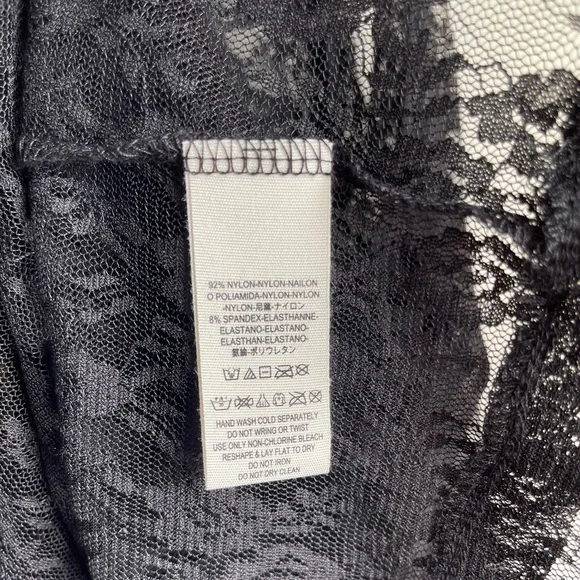 92% NYLON-NYLON-NAILON
O POLIAMIDA-NYLON-NYLON
-NYLON-尼龍-ナイロン
8% SPANDEX-ELASTHANNE-
ELASTANO-ELASTANO-
ELASTHAN-ELASTANO-
氨綸-ポリウレタン
HAND WASH COLD SEPARATELY
DO NOT WRING OR TWIST
USE ONLY NON-CHLORINE BLEACH
RESHAPE & LAY FLAT TO DRY
DO NOT IRON
DO NOT DRY CLEAN